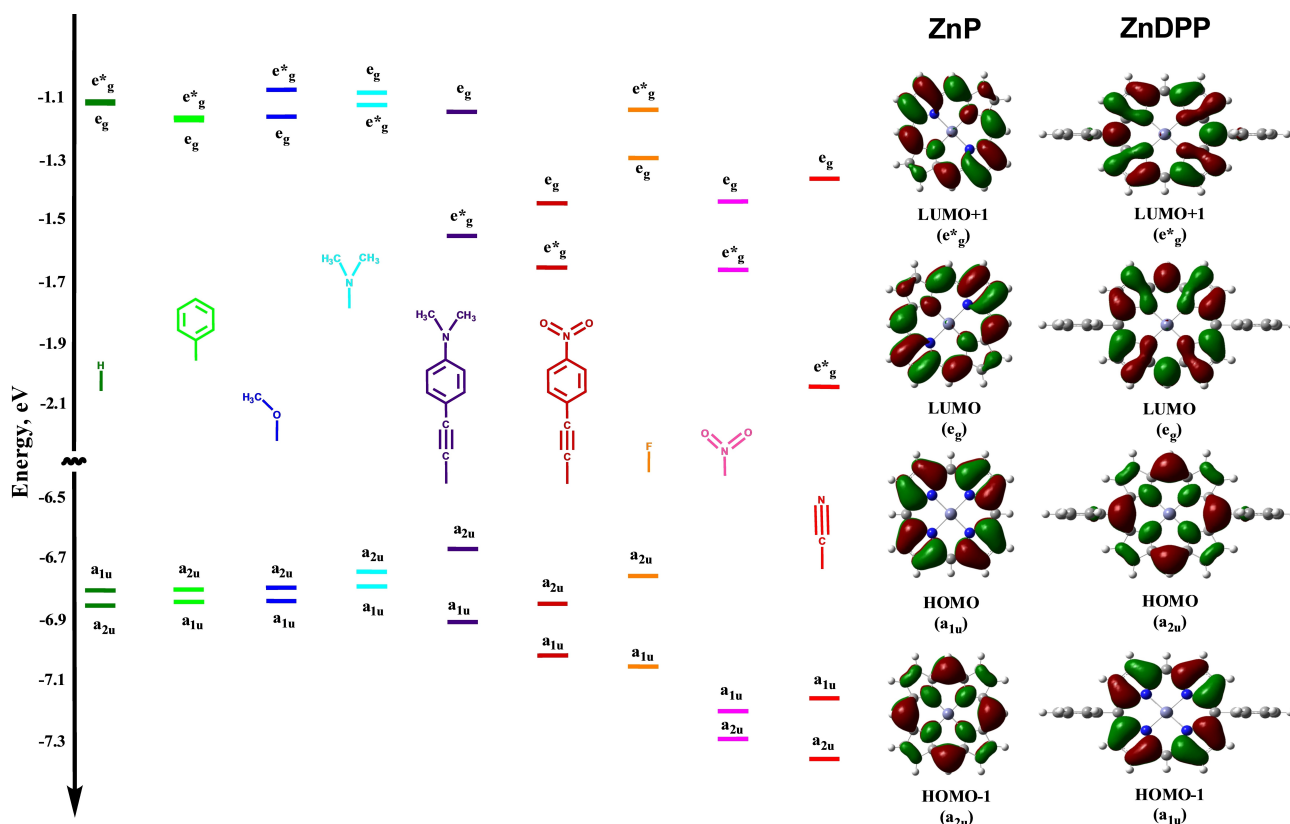 ZnP ZnDPP
Energy, eV
-1.1
-1.3
-1.5
-1.7
-1.9
-2.1
-6.5
-6.7
-6.9
-7.1
-7.3
e*g
eg
a1u
a2u
H
e*g
eg
a2u
a1u
e*g
eg
H3C
O
a2u
a1u
eg
e*g
H3C CH3
N
a2u
a1u
eg
e*g
H3C CH3
N
C
C
a2u
a1u
eg
e*g
O O
N
C
C
a2u
a1u
e*g
eg
F
a2u
a1u
eg
e*g
O O
N
a1u
a2u
eg
e*g
N
C
a1u
a2u
LUMO+1
(e*g)
LUMO
(eg)
HOMO
(a1u)
HOMO-1
(a2u)
LUMO+1
(e*g)
LUMO
(eg)
HOMO
(a2u)
HOMO-1
(a1u)